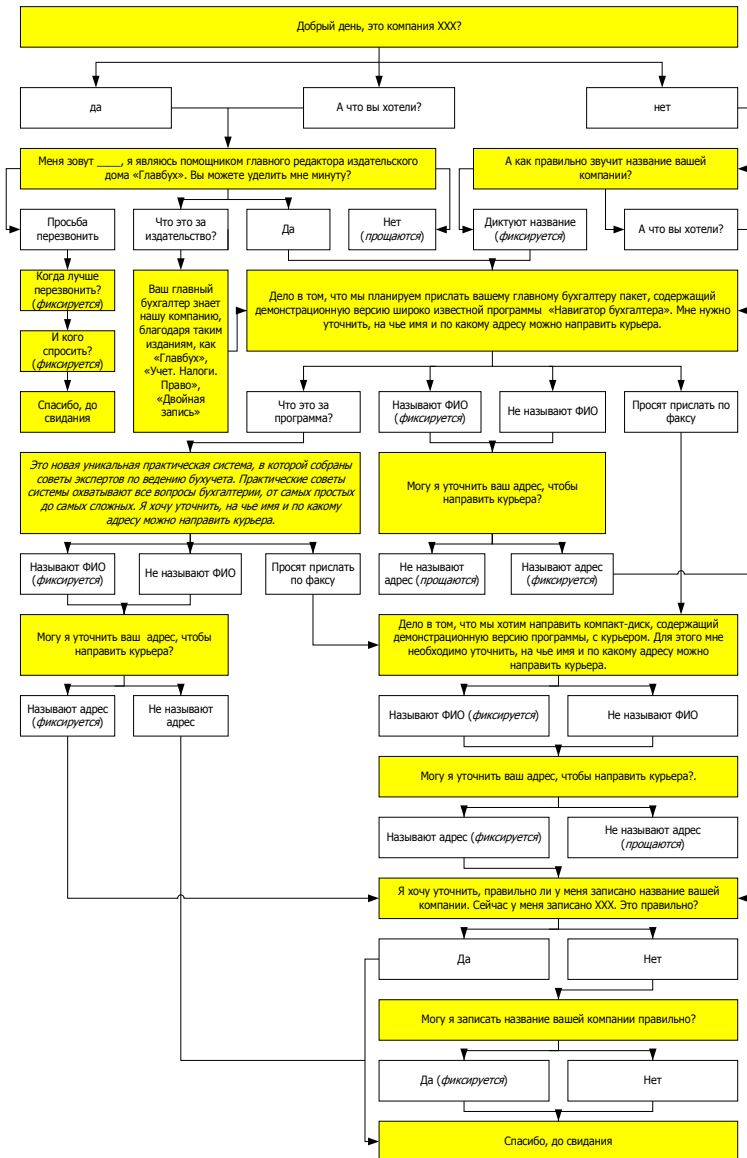 Добрый день, это компания XXX?
да
А что вы хотели?
нет
Меня зовут ____, я являюсь помощником главного редактора издательского
дома «Главбух». Вы можете уделить мне минуту?
А как правильно звучит название вашей
компании?
Просьба
перезвонить
Что это за
издательство?
Да
Нет
(прощаются)
Диктуют название
(фиксируется)
А что вы хотели?
Когда лучше
перезвонить?
(фиксируется)
И кого
спросить?
(фиксируется)
Спасибо, до
свидания
Ваш главный
бухгалтер знает
нашу компанию,
благодаря таким
изданиям, как
«Главбух»,
«Учет. Налоги.
Право»,
«Двойная
запись»
Дело в том, что мы планируем прислать вашему главному бухгалтеру пакет, содержащий
демонстрационную версию широко известной программы «Навигатор бухгалтера». Мне нужно
уточнить, на чье имя и по какому адресу можно направить курьера.
Что это за
программа?
Называют ФИО
(фиксируется)
Не называют ФИО
Просят прислать по
факсу
Это новая уникальная практическая система, в которой собраны
советы экспертов по ведению бухучета. Практические советы
системы охватывают все вопросы бухгалтерии, от самых простых
до самых сложных. Я хочу уточнить, на чье имя и по какому
адресу можно направить курьера.
Могу я уточнить ваш адрес, чтобы
направить курьера?
Не называют
адрес (прощаются)
Называют адрес
(фиксируется)
Называют ФИО
(фиксируется)
Не называют ФИО
Просят прислать
по факсу
Могу я уточнить ваш адрес, чтобы
направить курьера?
Дело в том, что мы хотим направить компакт-диск, содержащий
демонстрационную версию программы, с курьером. Для этого мне
необходимо уточнить, на чье имя и по какому адресу можно
направить курьера.
Называют адрес
(фиксируется)
Не называют
адрес
Называют ФИО (фиксируется)
Не называют ФИО
Могу я уточнить ваш адрес, чтобы направить курьера?.
Называют адрес (фиксируется)
Не называют адрес
(прощаются)
Я хочу уточнить, правильно ли у меня записано название вашей
компании. Сейчас у меня записано XXX. Это правильно?
Да
Нет
Могу я записать название вашей компании правильно?
Да (фиксируется)
Нет
Спасибо, до свидания